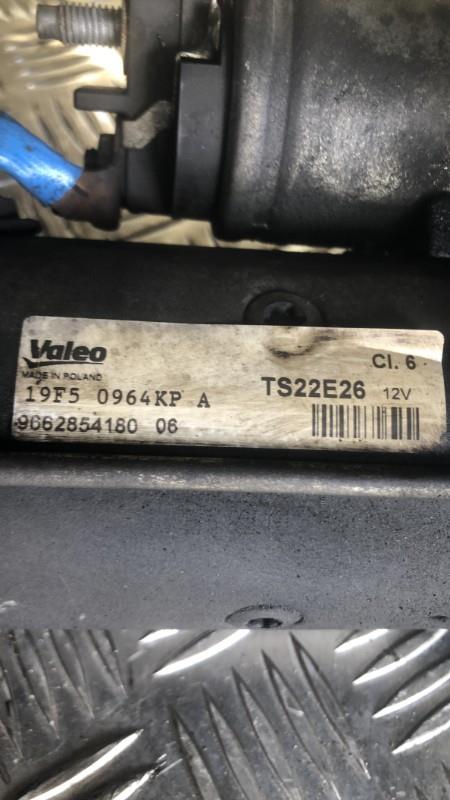 Valeo
MADE IN POLAND
Cl. 6
19F5 0964KP A
TS22E26 12V
9662854180 06